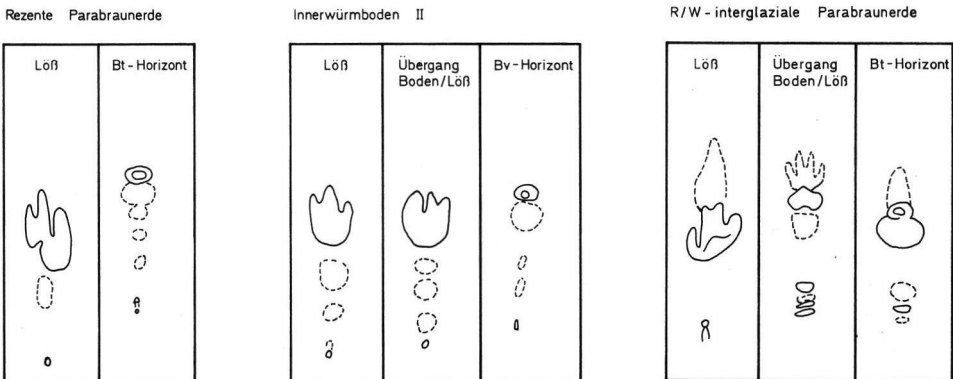 Rezente Parabraunerde
Innerwürmboden II
R/W - interglaziale Parabraunerde
Löß
Bt - Horizont
Löß
Übergang
Boden/Löß
Bv - Horizont
Löß
Übergang
Boden/Löß
Bt - Horizont